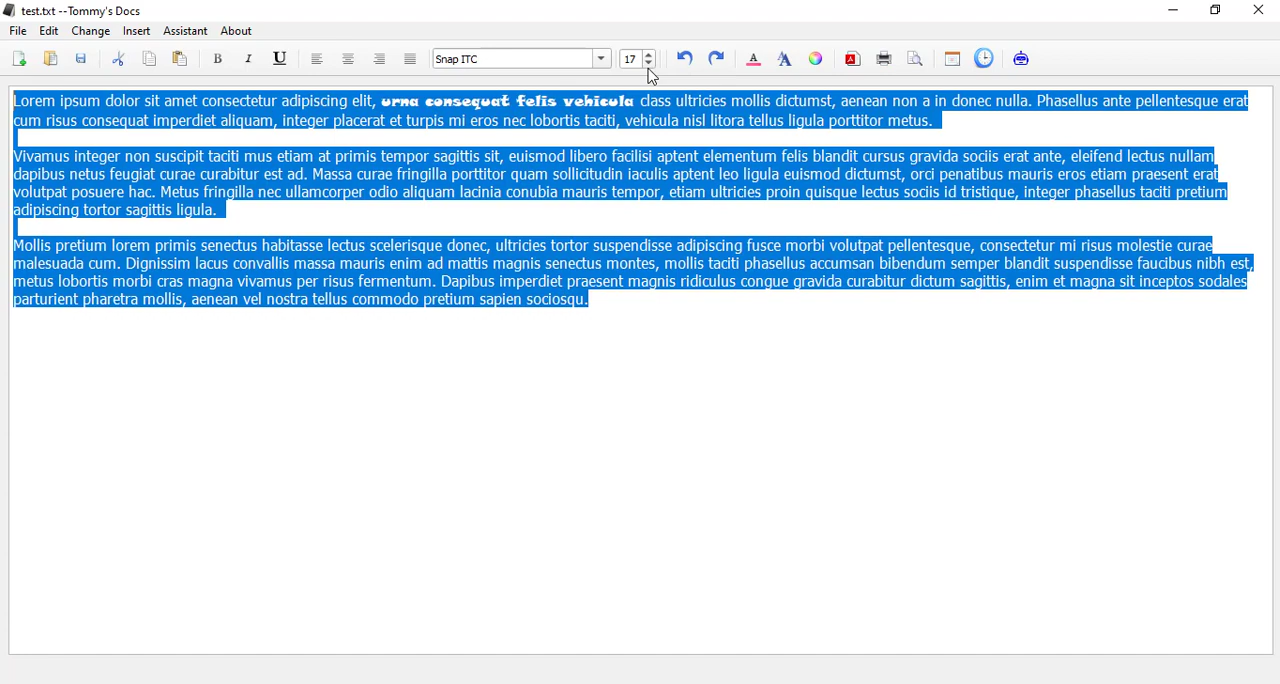 test.txt --Tommy's Docs
File Edit Change Insert Assistant About
B I U Snap ITC 17 A A
Lorem ipsum dolor sit amet consectetur adipiscing elit, urna consequat felis vehicula class ultricies mollis dictumst, aenean non a in donec nulla. Phasellus ante pellentesque erat
cum risus consequat imperdiet aliquam, integer placerat et turpis mi eros nec lobortis taciti, vehicula nisl litora tellus ligula porttitor metus.
Vivamus integer non suscipit taciti mus etiam at primis tempor sagittis sit, euismod libero facilisi aptent elementum felis blandit cursus gravida sociis erat ante, eleifend lectus nullam
dapibus netus feugiat curae curabitur est ad. Massa curae fringilla porttitor quam sollicitudin iaculis aptent leo ligula euismod dictumst, orci penatibus mauris eros etiam praesent erat
volutpat posuere hac. Metus fringilla nec ullamcorper odio aliquam lacinia conubia mauris tempor, etiam ultricies proin quisque lectus sociis id tristique, integer phasellus taciti pretium
adipiscing tortor sagittis ligula.
Mollis pretium lorem primis senectus habitasse lectus scelerisque donec, ultricies tortor suspendisse adipiscing fusce morbi volutpat pellentesque, consectetur mi risus molestie curae
malesuada cum. Dignissim lacus convallis massa mauris enim ad mattis magnis senectus montes, mollis taciti phasellus accumsan bibendum semper blandit suspendisse faucibus nibh est,
metus lobortis morbi cras magna vivamus per risus fermentum. Dapibus imperdiet praesent magnis ridiculus congue gravida curabitur dictum sagittis, enim et magna sit inceptos sodales
parturient pharetra mollis, aenean vel nostra tellus commodo pretium sapien sociosqu.